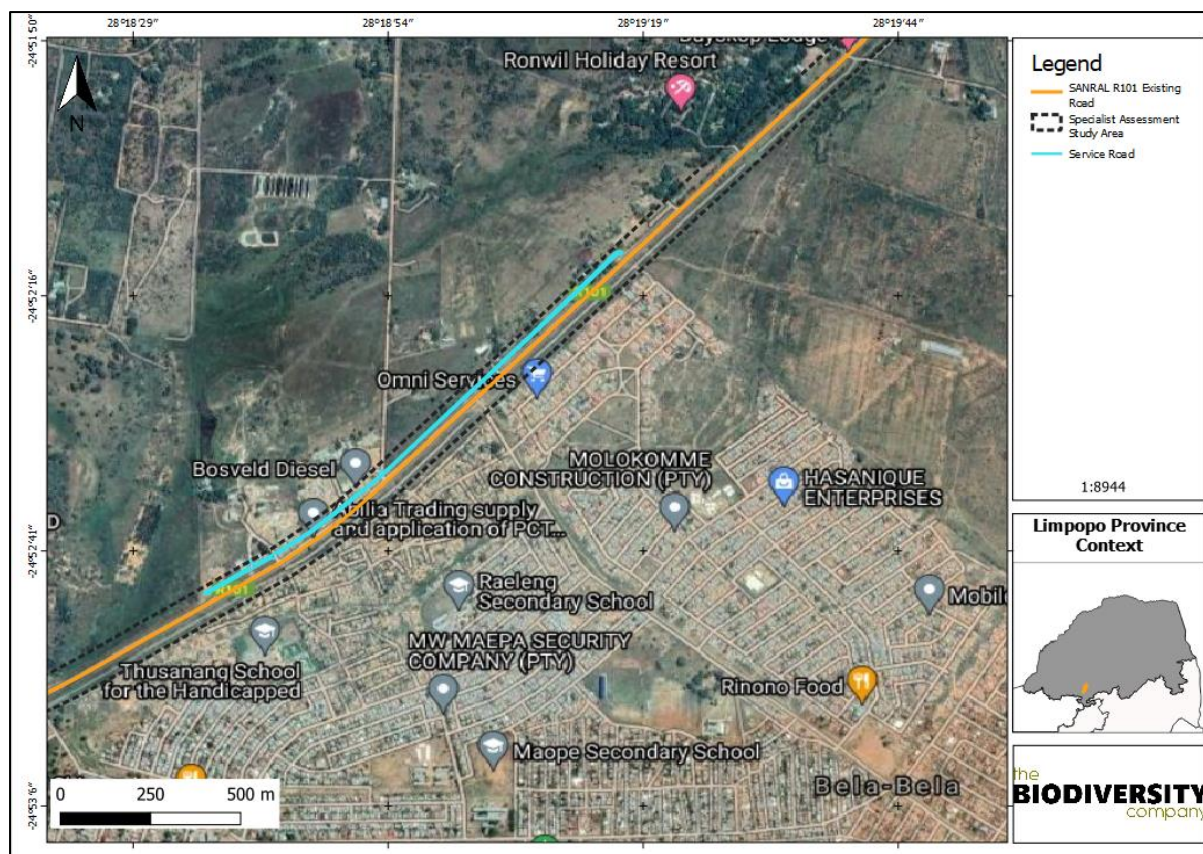 28°18'29"
28°18'54"
28°19'19"
28°19'44"
-24°51'50"
-24°52'16"
-24°52'41"
-24°53'6"
N
Lodge
Ronwil Holiday Resort
R101
Omni Services
Bosveld Diesel
MOLOKOMME
CONSTRUCTION (PTY)
HASANIQUE
ENTERPRISES
D
Trading supply
and application of PCT...
Raeleng
Secondary School
MW MAEPA SECURITY
COMPANY (PTY)
Thusanang School
for the Handicapped
Rinono Food
Maope Secondary School
Bela-Bela
0 250 500 m
Legend
SANRAL R101 Existing
Road
Specialist Assessment
Study Area
Service Road
1:8944
Limpopo Province
Context
the
BIODIVERSITY
company